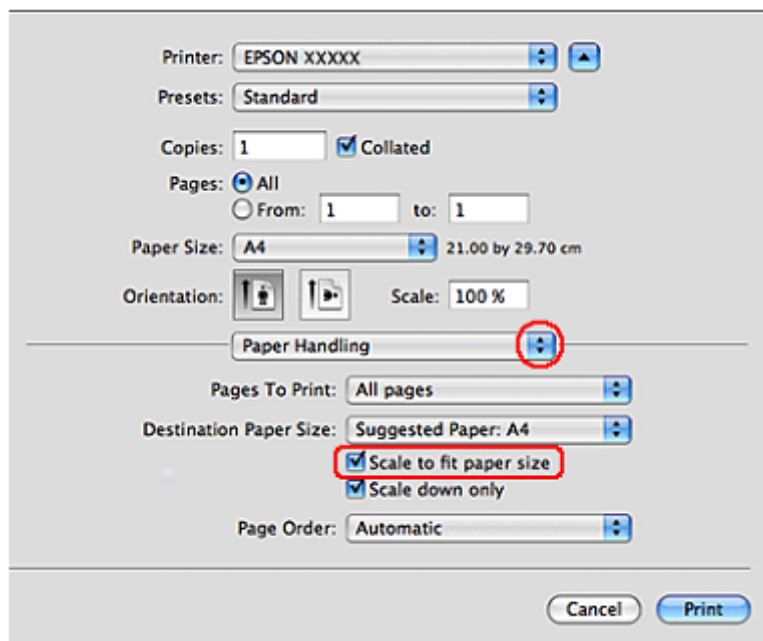 Printer: EPSON XXXXX
Presets: Standard
Copies: 1 Collated
Pages: All
From: 1 to: 1
Paper Size: A4 21.00 by 29.70 cm
Orientation: Scale: 100 %
Paper Handling
Pages To Print: All pages
Destination Paper Size: Suggested Paper: A4
Scale to fit paper size
Scale down only
Page Order: Automatic
Cancel Print